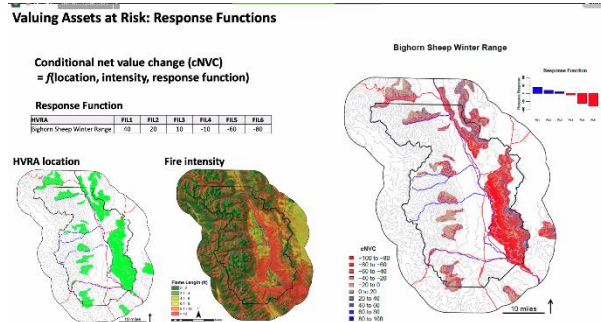 Valuing Assets at Risk: Response Functions
Conditional net value change (cNVC)
= f(location, intensity, response function)
Response Function
HVRA FIL1 FIL2 FIL3 FIL4 FIL5 FIL6
Bighorn Sheep Winter Range 40 20 10 -10 -60 -80
HVRA location
Fire intensity
Flame Length (ft)
10 miles
Bighorn Sheep Winter Range
Response Function
cNVC
-100 to -80
-80 to -60
-60 to -40
-40 to -20
-20 to 0
0 to 20
20 to 40
40 to 60
60 to 80
80 to 100
10 miles